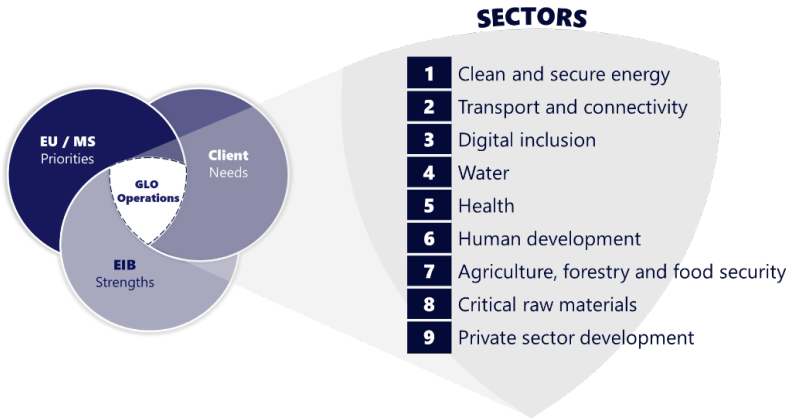 SECTORS
EU / MS
Priorities
Client
Needs
GLO
Operations
EIB
Strengths
1 Clean and secure energy
2 Transport and connectivity
3 Digital inclusion
4 Water
5 Health
6 Human development
7 Agriculture, forestry and food security
8 Critical raw materials
9 Private sector development